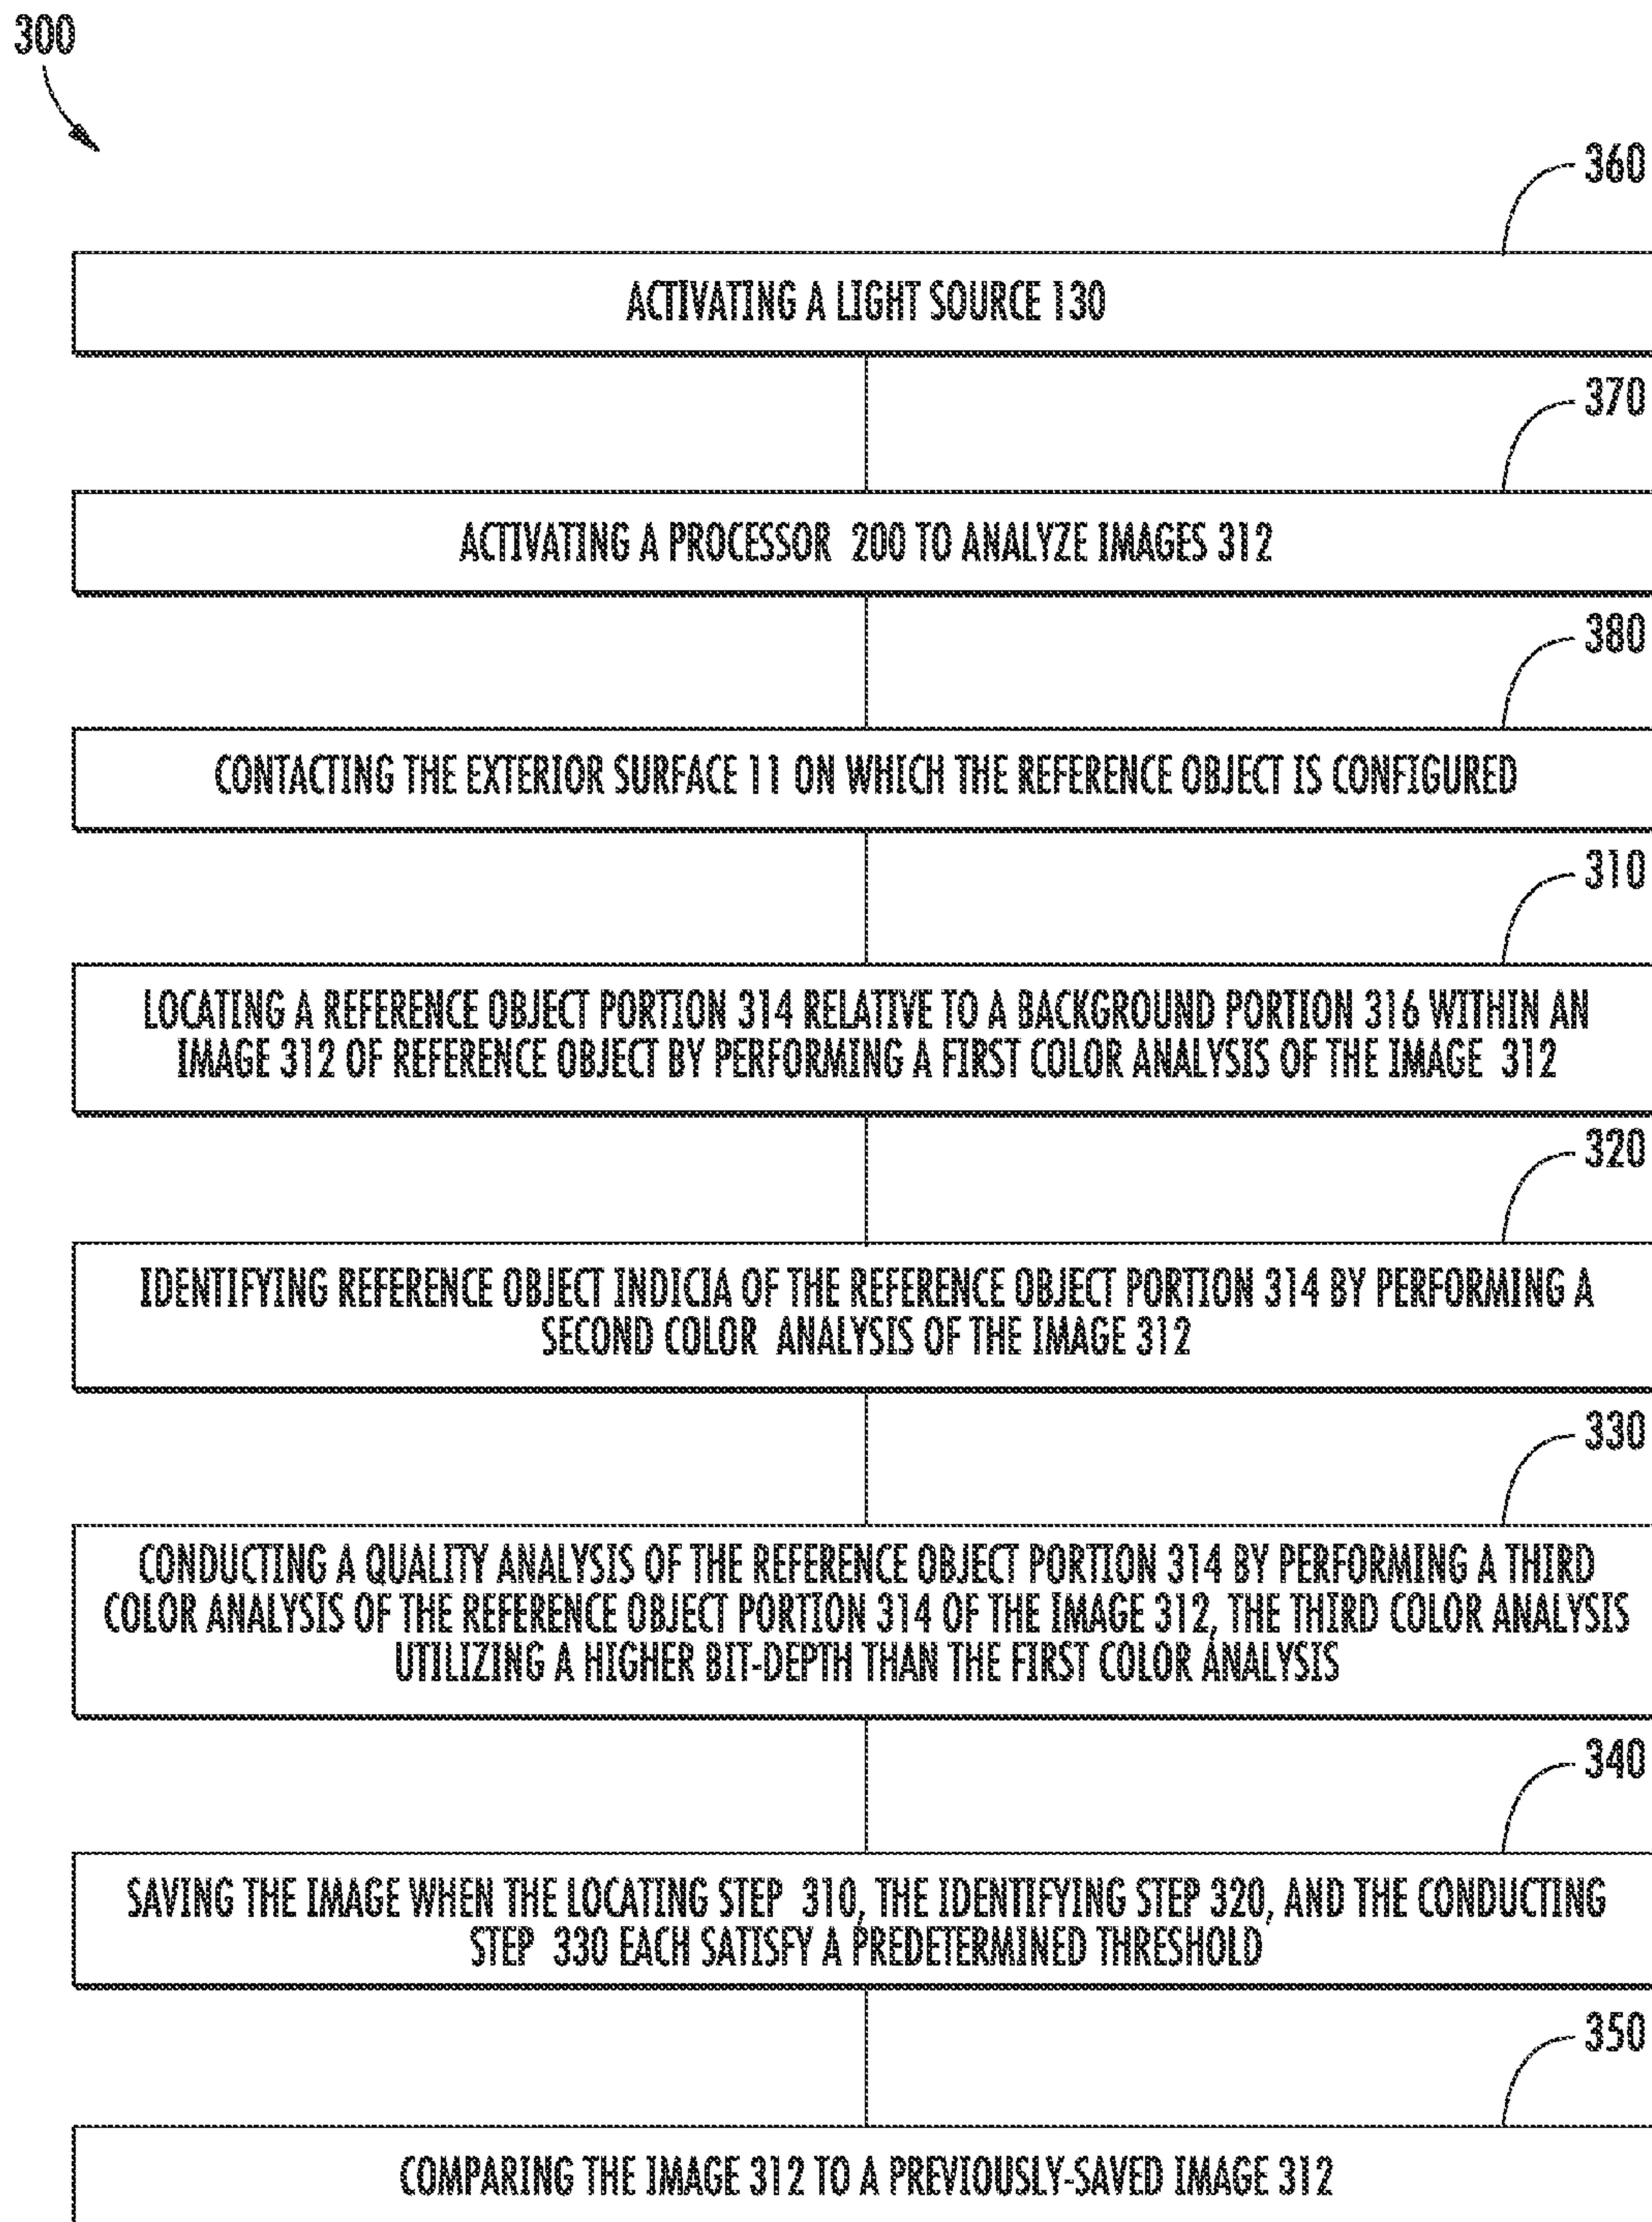 300
360
ACTIVATING A LIGHT SOURCE 130
370
ACTIVATING A PROCESSOR 200 TO ANALYZE IMAGES 312
380
CONTACTING THE EXTERIOR SURFACE 11 ON WHICH THE REFERENCE OBJECT IS CONFIGURED
310
LOCATING A REFERENCE OBJECT PORTION 314 RELATIVE TO A BACKGROUND PORTION 316 WITHIN AN
IMAGE 312 OF REFERENCE OBJECT BY PERFORMING A FIRST COLOR ANALYSIS OF THE IMAGE 312
320
IDENTIFYING REFERENCE OBJECT INDICIA OF THE REFERENCE OBJECT PORTION 314 BY PERFORMING A
SECOND COLOR ANALYSIS OF THE IMAGE 312
330
CONDUCTING A QUALITY ANALYSIS OF THE REFERENCE OBJECT PORTION 314 BY PERFORMING A THIRD
COLOR ANALYSIS OF THE REFERENCE OBJECT PORTION 314 OF THE IMAGE 312, THE THIRD COLOR ANALYSIS
UTILIZING A HIGHER BIT-DEPTH THAN THE FIRST COLOR ANALYSIS
340
SAVING THE IMAGE WHEN THE LOCATING STEP 310, THE IDENTIFYING STEP 320, AND THE CONDUCTING
STEP 330 EACH SATISFY A PREDETERMINED THRESHOLD
350
COMPARING THE IMAGE 312 TO A PREVIOUSLY-SAVED IMAGE 312